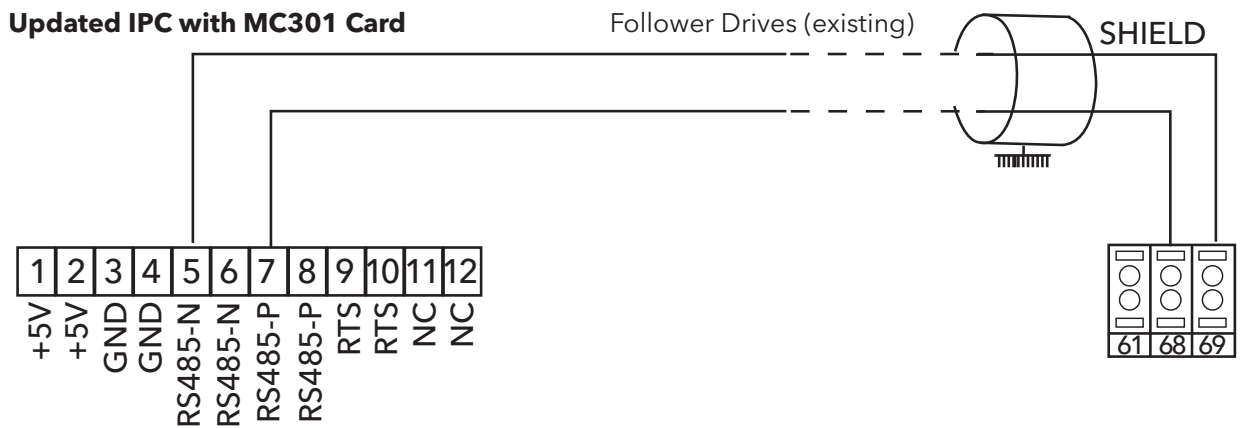 Updated IPC with MC301 Card
Follower Drives (existing)
SHIELD
1 2 3 4 5 6 7 8 9 10 11 12
+5V
+5V
GND
GND
RS485-N
RS485-N
RS485-P
RS485-P
RTS
RTS
NC
NC
61 68 69